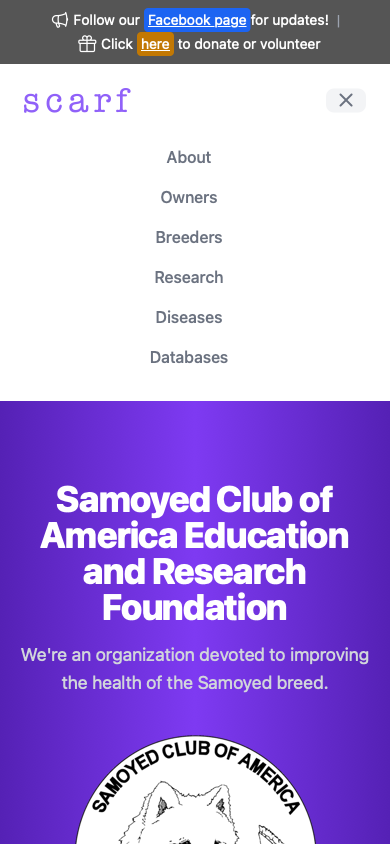 Follow our Facebook page for updates! |
Click here to donate or volunteer
scarf
About
Owners
Breeders
Research
Diseases
Databases
Samoyed Club of
America Education
and Research
Foundation
We're an organization devoted to improving
the health of the Samoyed breed.
SAMOYED CLUB OF AMERICA